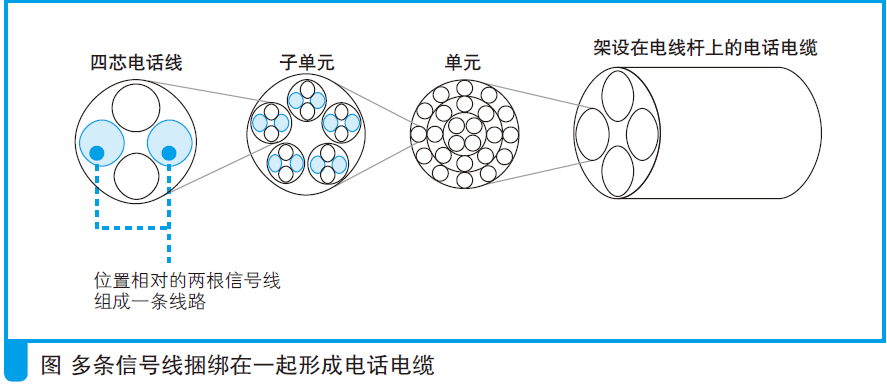 四芯电话线
子单元
单元
架设在电线杆上的电话电缆
位置相对的两根信号线
组成一条线路
图 多条信号线捆绑在一起形成电话电缆